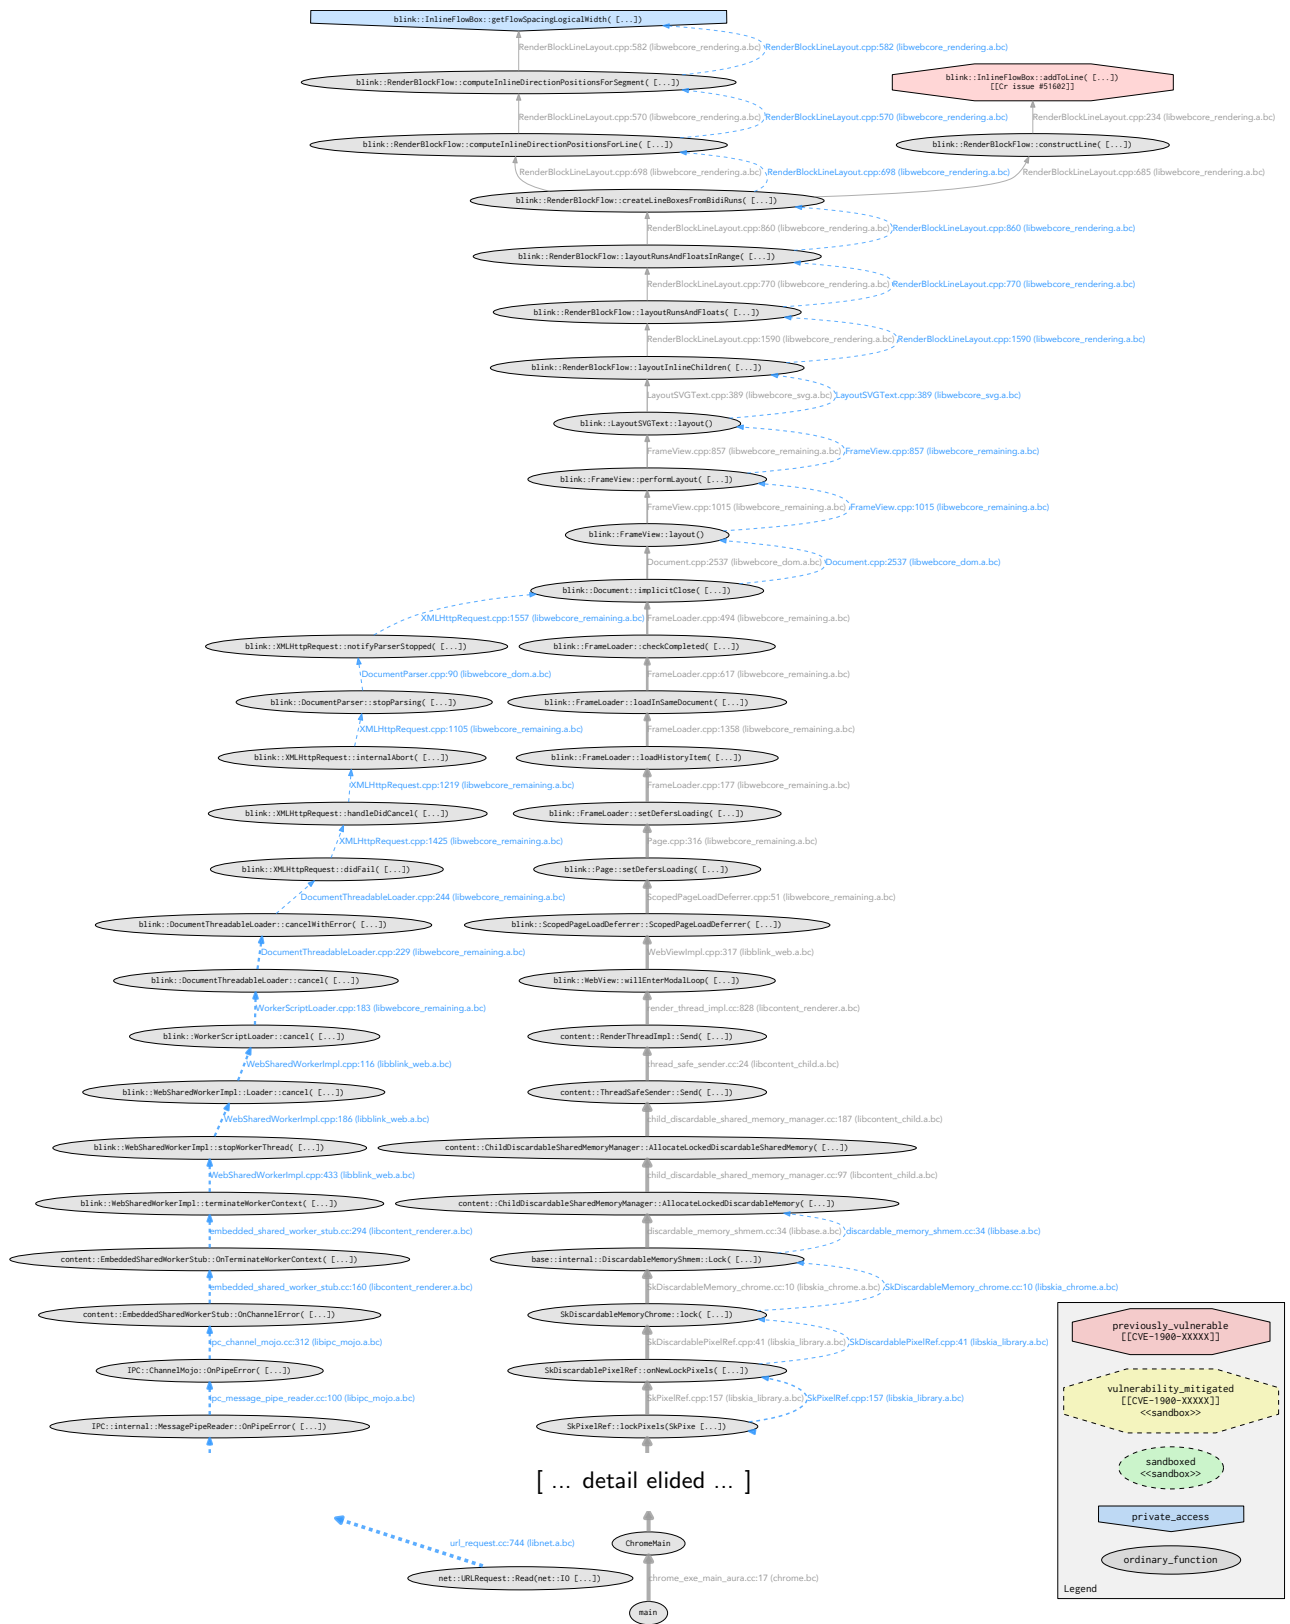 blink::InlineFlowBox::getFlowSpacingLogicalWidth( [...])
RenderBlockLineLayout.cpp:582 (libwebcore_rendering.a.bc)
RenderBlockLineLayout.cpp:582 (libwebcore_rendering.a.bc)
blink::RenderBlockFlow::computeInlineDirectionPositionsForSegment( [...])
blink::InlineFlowBox::addToLine( [...])
[[Cr issue #51602]]
RenderBlockLineLayout.cpp:570 (libwebcore_rendering.a.bc)
RenderBlockLineLayout.cpp:570 (libwebcore_rendering.a.bc)
RenderBlockLineLayout.cpp:234 (libwebcore_rendering.a.bc)
blink::RenderBlockFlow::computeInlineDirectionPositionsForLine( [...])
blink::RenderBlockFlow::constructLine( [...])
RenderBlockLineLayout.cpp:698 (libwebcore_rendering.a.bc)
RenderBlockLineLayout.cpp:698 (libwebcore_rendering.a.bc)
RenderBlockLineLayout.cpp:685 (libwebcore_rendering.a.bc)
blink::RenderBlockFlow::createLineBoxesFromBidiRuns( [...])
RenderBlockLineLayout.cpp:860 (libwebcore_rendering.a.bc)
RenderBlockLineLayout.cpp:860 (libwebcore_rendering.a.bc)
blink::RenderBlockFlow::layoutRunsAndFloatsInRange( [...])
RenderBlockLineLayout.cpp:770 (libwebcore_rendering.a.bc)
RenderBlockLineLayout.cpp:770 (libwebcore_rendering.a.bc)
blink::RenderBlockFlow::layoutRunsAndFloats( [...])
RenderBlockLineLayout.cpp:1590 (libwebcore_rendering.a.bc)
RenderBlockLineLayout.cpp:1590 (libwebcore_rendering.a.bc)
blink::RenderBlockFlow::layoutInlineChildren( [...])
LayoutSVGText.cpp:389 (libwebcore_svg.a.bc)
LayoutSVGText.cpp:389 (libwebcore_svg.a.bc)
blink::LayoutSVGText::layout()
FrameView.cpp:857 (libwebcore_remaining.a.bc)
FrameView.cpp:857 (libwebcore_remaining.a.bc)
blink::FrameView::performLayout( [...])
FrameView.cpp:1015 (libwebcore_remaining.a.bc)
FrameView.cpp:1015 (libwebcore_remaining.a.bc)
blink::FrameView::layout()
Document.cpp:2537 (libwebcore_dom.a.bc)
Document.cpp:2537 (libwebcore_dom.a.bc)
blink::Document::implicitClose( [...])
XMLHttpRequest.cpp:1557 (libwebcore_remaining.a.bc)
FrameLoader.cpp:494 (libwebcore_remaining.a.bc)
blink::XMLHttpRequest::notifyParserStopped( [...])
blink::FrameLoader::checkCompleted( [...])
DocumentParser.cpp:90 (libwebcore_dom.a.bc)
FrameLoader.cpp:617 (libwebcore_remaining.a.bc)
blink::DocumentParser::stopParsing( [...])
blink::FrameLoader::loadInSameDocument( [...])
XMLHttpRequest.cpp:1105 (libwebcore_remaining.a.bc)
FrameLoader.cpp:1358 (libwebcore_remaining.a.bc)
blink::XMLHttpRequest::internalAbort( [...])
blink::FrameLoader::loadHistoryItem( [...])
XMLHttpRequest.cpp:1219 (libwebcore_remaining.a.bc)
FrameLoader.cpp:177 (libwebcore_remaining.a.bc)
blink::XMLHttpRequest::handleDidCancel( [...])
blink::FrameLoader::setDefersLoading( [...])
XMLHttpRequest.cpp:1425 (libwebcore_remaining.a.bc)
Page.cpp:316 (libwebcore_remaining.a.bc)
blink::XMLHttpRequest::didFail( [...])
blink::Page::setDefersLoading( [...])
DocumentThreadableLoader.cpp:244 (libwebcore_remaining.a.bc)
ScopedPageLoadDeferrer.cpp:51 (libwebcore_remaining.a.bc)
blink::DocumentThreadableLoader::cancelWithError( [...])
blink::ScopedPageLoadDeferrer::ScopedPageLoadDeferrer( [...])
DocumentThreadableLoader.cpp:229 (libwebcore_remaining.a.bc)
WebViewImpl.cpp:317 (libblink_web.a.bc)
blink::DocumentThreadableLoader::cancel( [...])
blink::WebView::willEnterModalLoop( [...])
WorkerScriptLoader.cpp:183 (libwebcore_remaining.a.bc)
render_thread_impl.cc:828 (libcontent_renderer.a.bc)
blink::WorkerScriptLoader::cancel( [...])
content::RenderThreadImpl::Send( [...])
WebSharedWorkerImpl.cpp:116 (libblink_web.a.bc)
thread_safe_sender.cc:24 (libcontent_child.a.bc)
blink::WebSharedWorkerImpl::Loader::cancel( [...])
content::ThreadSafeSender::Send( [...])
WebSharedWorkerImpl.cpp:186 (libblink_web.a.bc)
child_discardable_shared_memory_manager.cc:187 (libcontent_child.a.bc)
blink::WebSharedWorkerImpl::stopWorkerThread( [...])
content::ChildDiscardableSharedMemoryManager::AllocateLockedDiscardableSharedMemory( [...])
WebSharedWorkerImpl.cpp:433 (libblink_web.a.bc)
child_discardable_shared_memory_manager.cc:97 (libcontent_child.a.bc)
blink::WebSharedWorkerImpl::terminateWorkerContext( [...])
content::ChildDiscardableSharedMemoryManager::AllocateLockedDiscardableMemory( [...])
embedded_shared_worker_stub.cc:294 (libcontent_renderer.a.bc)
discardable_memory_shmem.cc:34 (libbase.a.bc)
discardable_memory_shmem.cc:34 (libbase.a.bc)
content::EmbeddedSharedWorkerStub::OnTerminateWorkerContext( [...])
base::internal::DiscardableMemoryShmem::Lock( [...])
embedded_shared_worker_stub.cc:160 (libcontent_renderer.a.bc)
SkDiscardableMemory_chrome.cc:10 (libskia_chrome.a.bc)
SkDiscardableMemory_chrome.cc:10 (libskia_chrome.a.bc)
content::EmbeddedSharedWorkerStub::OnChannelError( [...])
SkDiscardableMemoryChrome::lock( [...])
ipc_channel_mojo.cc:312 (libipc_mojo.a.bc)
SkDiscardablePixelRef.cpp:41 (libskia_library.a.bc)
SkDiscardablePixelRef.cpp:41 (libskia_library.a.bc)
IPC::ChannelMojo::OnPipeError( [...])
SkDiscardablePixelRef::onNewLockPixels( [...])
ipc_message_pipe_reader.cc:100 (libipc_mojo.a.bc)
SkPixelRef.cpp:157 (libskia_library.a.bc)
SkPixelRef.cpp:157 (libskia_library.a.bc)
IPC::internal::MessagePipeReader::OnPipeError( [...])
SkPixelRef::lockPixels(SkPixe [...])
[ ... detail elided ... ]
url_request.cc:744 (libnet.a.bc)
ChromeMain
net::URLRequest::Read(net::IO [...])
chrome_exe_main_aura.cc:17 (chrome.bc)
main
previously_vulnerable
[[CVE-1900-XXXXX]]
vulnerability_mitigated
[[CVE-1900-XXXXX]]
<<sandbox>>
sandboxed
<<sandbox>>
private_access
ordinary_function
Legend